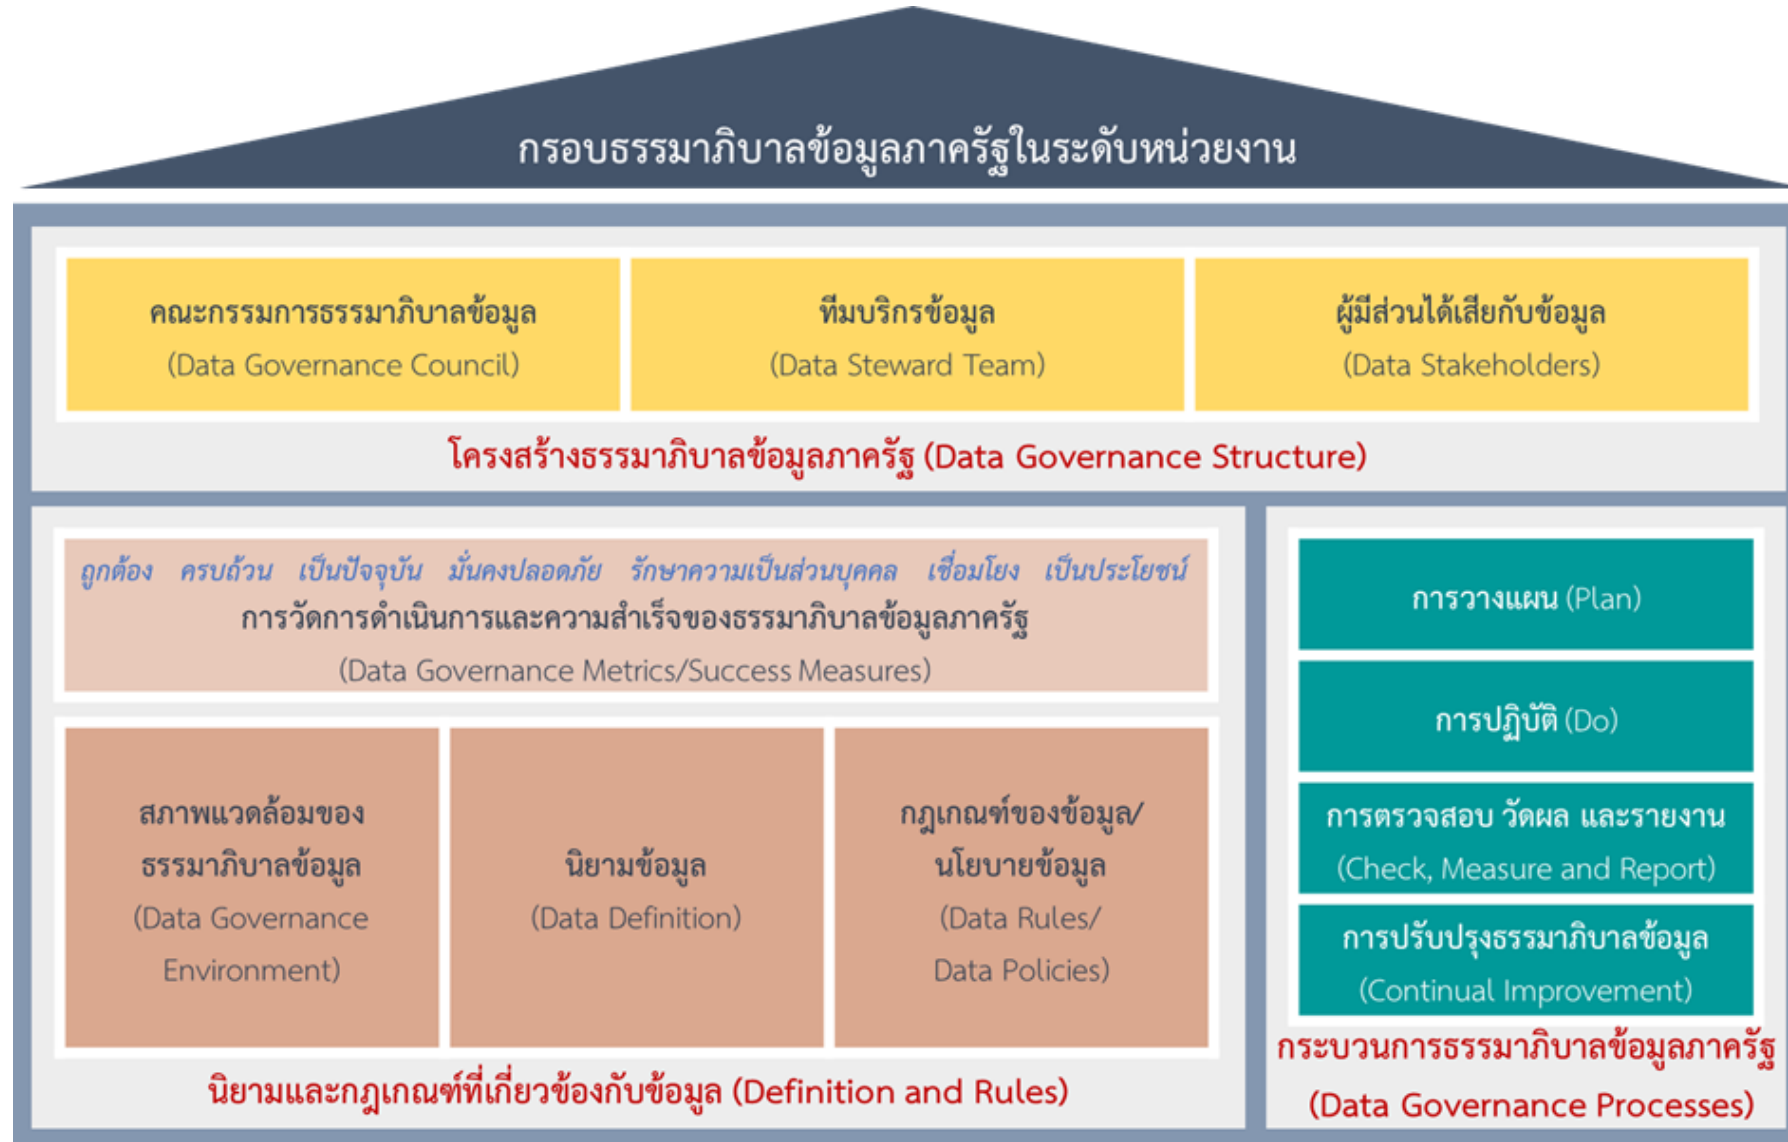 กรอบธรรมาภิบาลข้อมูลภาครัฐในระดับหน่วยงาน
คณะกรรมการธรรมาภิบาลข้อมูล
(Data Governance Council)
ทีมบริกรข้อมูล
(Data Steward Team)
ผู้มีส่วนได้เสียกับข้อมูล
(Data Stakeholders)
โครงสร้างธรรมาภิบาลข้อมูลภาครัฐ (Data Governance Structure)
ถูกต้อง ครบถ้วน เป็นปัจจุบัน มั่นคงปลอดภัย รักษาความเป็นส่วนบุคคล เชื่อมโยง เป็นประโยชน์
การวัดการดำเนินการและความสำเร็จของธรรมาภิบาลข้อมูลภาครัฐ
(Data Governance Metrics/Success Measures)
สภาพแวดล้อมของ
ธรรมาภิบาลข้อมูล
(Data Governance
Environment)
นิยามข้อมูล
(Data Definition)
กฎเกณฑ์ของข้อมูล/
นโยบายข้อมูล
(Data Rules/
Data Policies)
นิยามและกฎเกณฑ์ที่เกี่ยวข้องกับข้อมูล (Definition and Rules)
การวางแผน (Plan)
การปฏิบัติ (Do)
การตรวจสอบ วัดผล และรายงาน
(Check, Measure and Report)
การปรับปรุงธรรมาภิบาลข้อมูล
(Continual Improvement)
กระบวนการธรรมาภิบาลข้อมูลภาครัฐ
(Data Governance Processes)